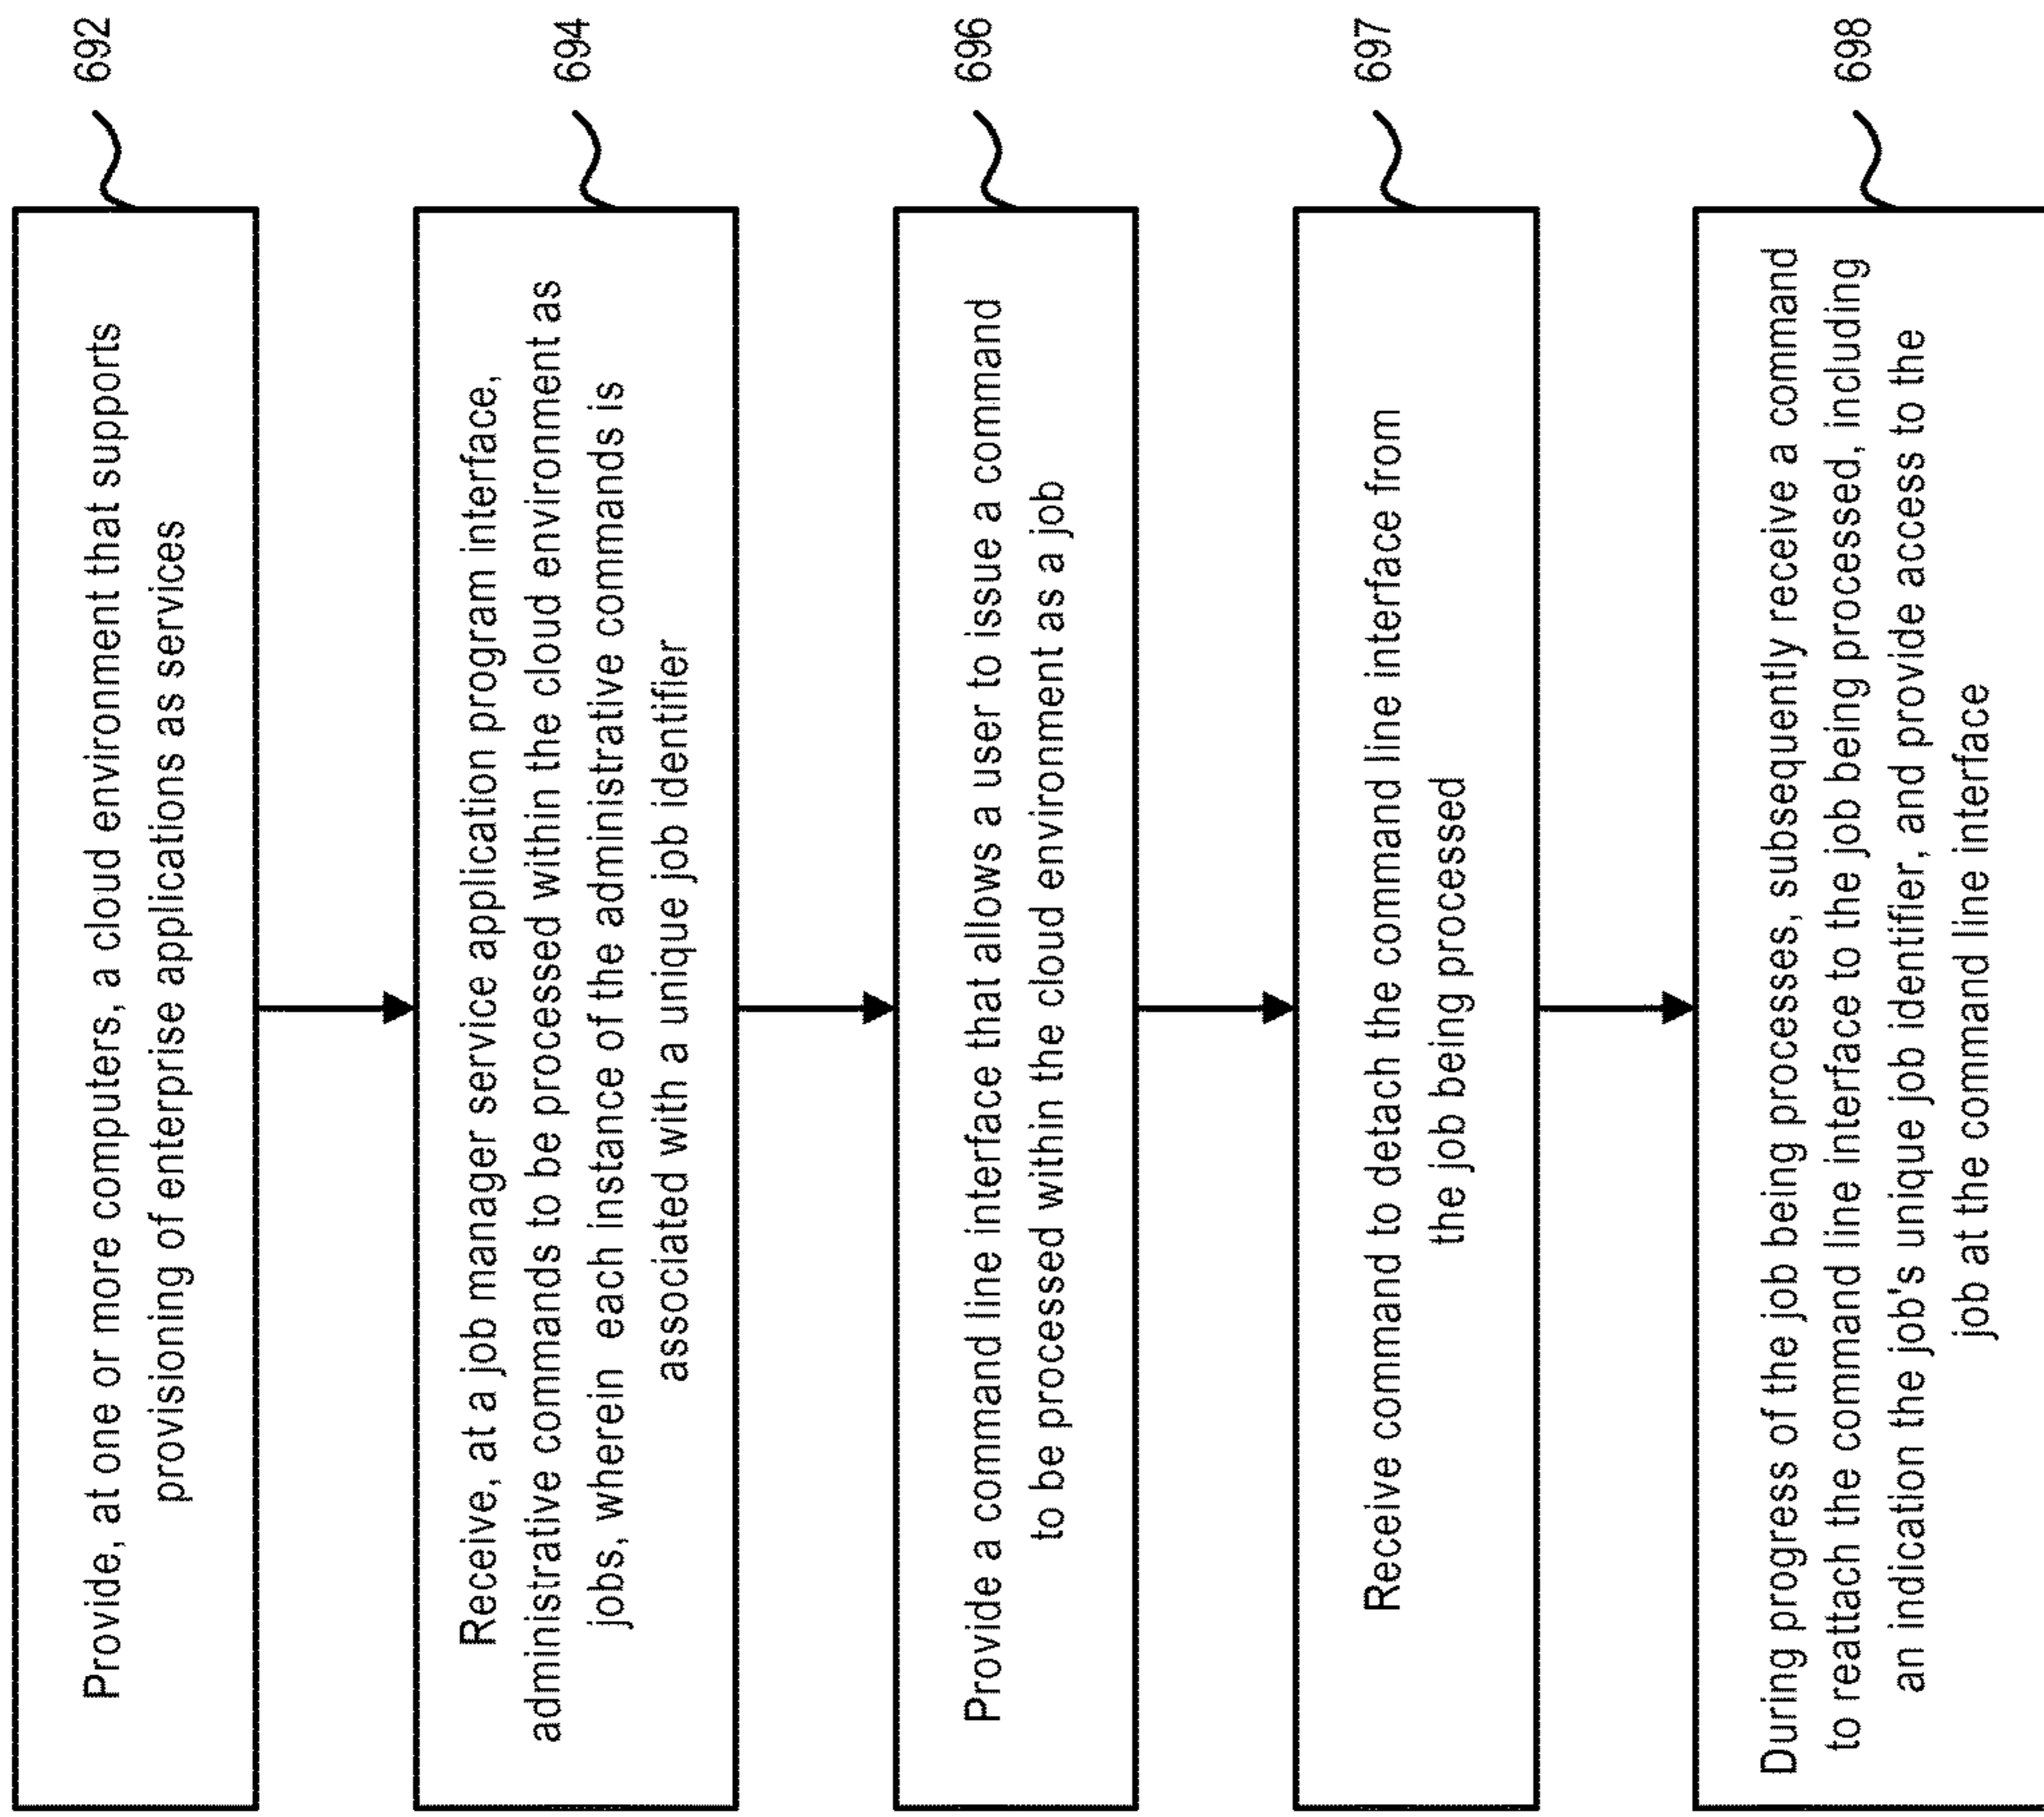 Provide, at one or more computers, a cloud environment that supports
provisioning of enterprise applications as services
692
Receive, at a job manager service application program interface,
administrative commands to be processed within the cloud environment as
jobs, wherein each instance of the administrative commands is
associated with a unique job identifier
694
Provide a command line interface that allows a user to issue a command
to be processed within the cloud environment as a job
696
Receive command to detach the command line interface from
the job being processed
697
During progress of the job being processes, subsequently receive a command
to reattach the command line interface to the job being processed, including
an indication the job's unique job identifier, and provide access to the
job at the command line interface
698